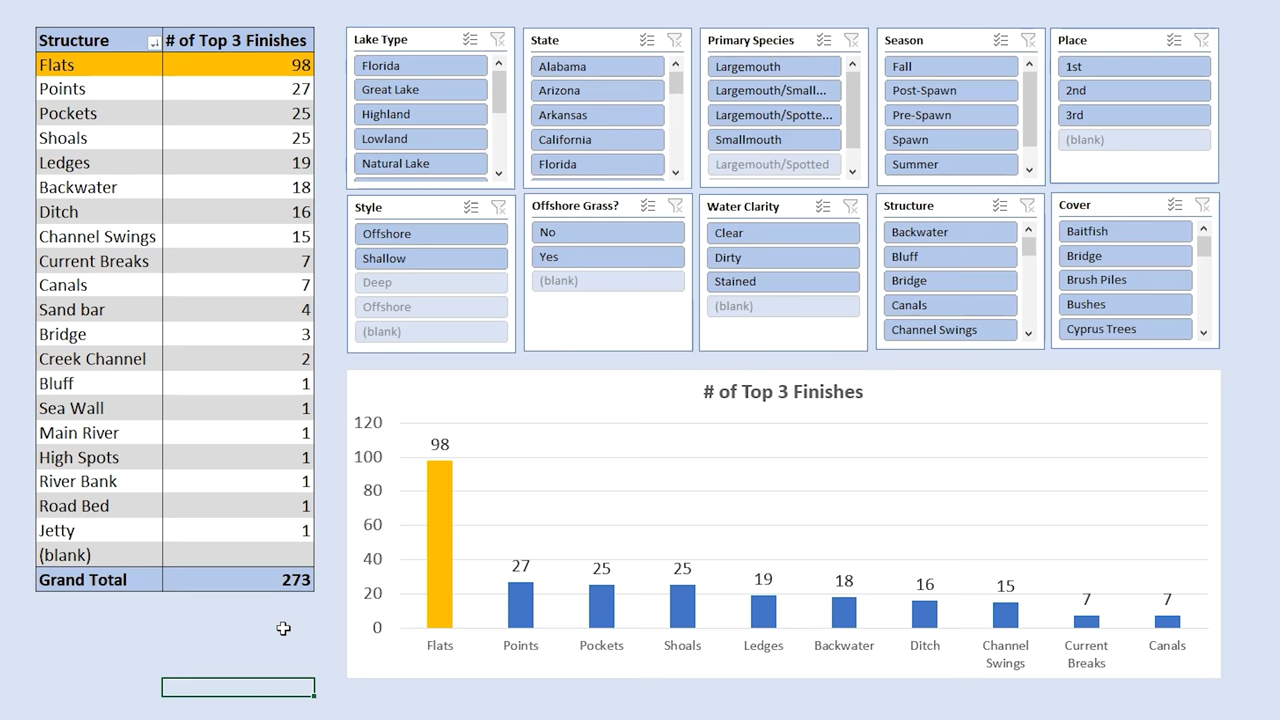 Structure # of Top 3 Finishes
Flats 98
Points 27
Pockets 25
Shoals 25
Ledges 19
Backwater 18
Ditch 16
Channel Swings 15
Current Breaks 7
Canals 7
Sand bar 4
Bridge 3
Creek Channel 2
Bluff 1
Sea Wall 1
Main River 1
High Spots 1
River Bank 1
Road Bed 1
Jetty 1
(blank)
Grand Total 273
Lake Type
Florida
Great Lake
Highland
Lowland
Natural Lake
State
Alabama
Arizona
Arkansas
California
Florida
Primary Species
Largemouth
Largemouth/Small...
Largemouth/Spotte...
Smallmouth
Largemouth/Spotted
Season
Fall
Post-Spawn
Pre-Spawn
Spawn
Summer
Place
1st
2nd
3rd
(blank)
Style
Offshore
Shallow
Deep
Offshore
(blank)
Offshore Grass?
No
Yes
(blank)
Water Clarity
Clear
Dirty
Stained
(blank)
Structure
Backwater
Bluff
Bridge
Canals
Channel Swings
Cover
Baitfish
Bridge
Brush Piles
Bushes
Cyprus Trees
# of Top 3 Finishes
120
100
80
60
40
20
0
98
27
25
25
19
18
16
15
7
7
Flats
Points
Pockets
Shoals
Ledges
Backwater
Ditch
Channel
Swings
Current
Breaks
Canals